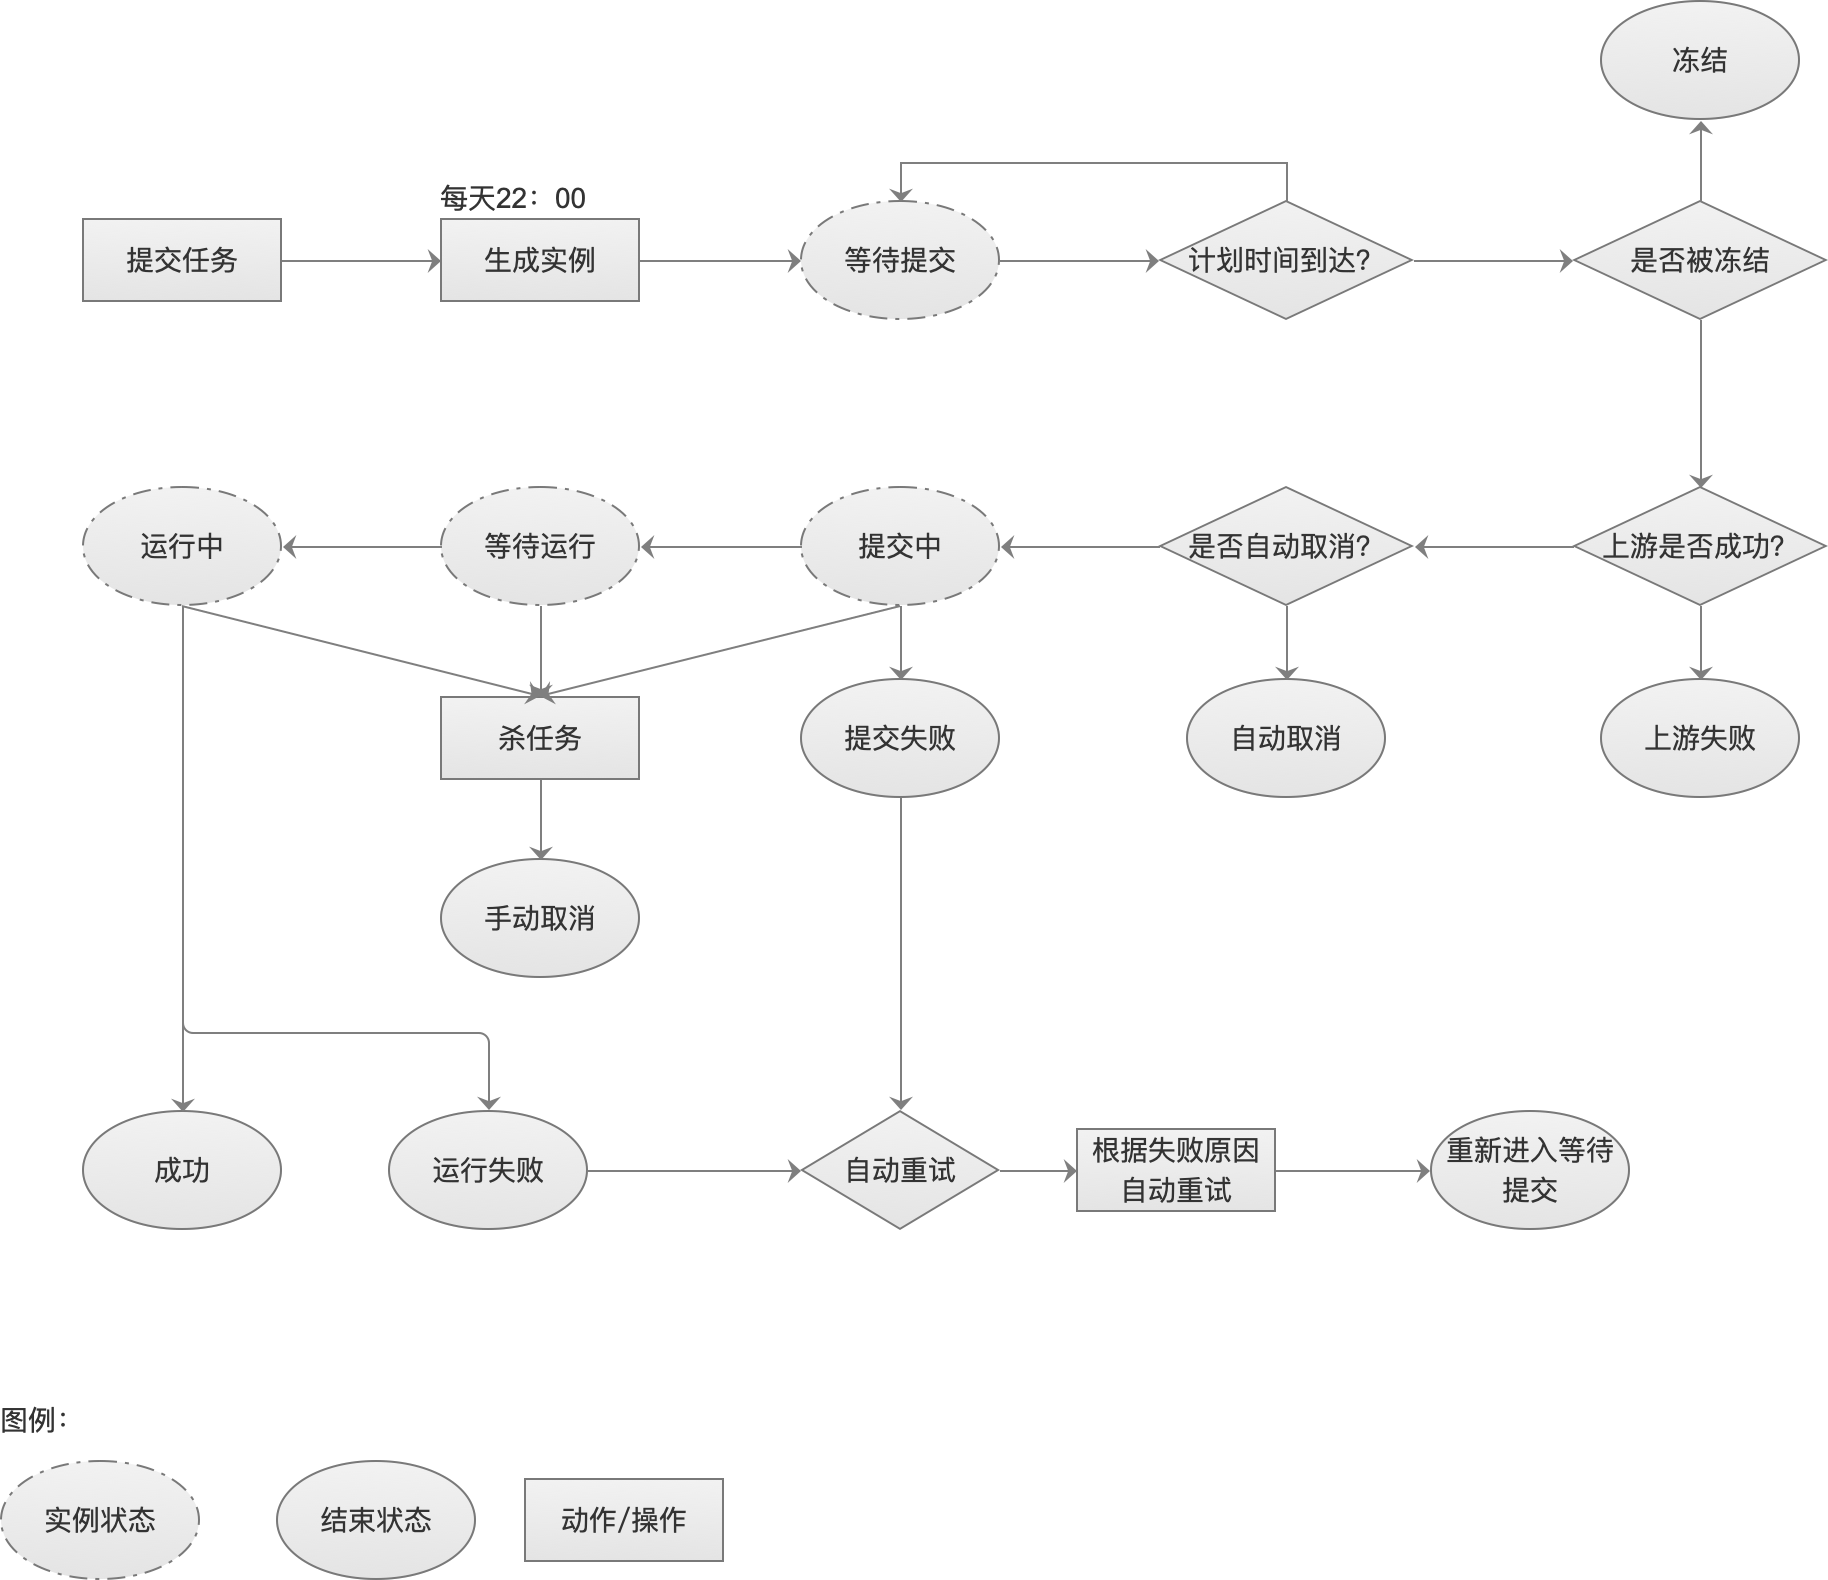 冻结
每天22：00
提交任务
生成实例
等待提交
计划时间到达?
是否被冻结
运行中
等待运行
提交中
是否自动取消?
上游是否成功?
杀任务
提交失败
自动取消
上游失败
手动取消
成功
运行失败
自动重试
根据失败原因
自动重试
重新进入等待
提交
图例：
实例状态
结束状态
动作/操作